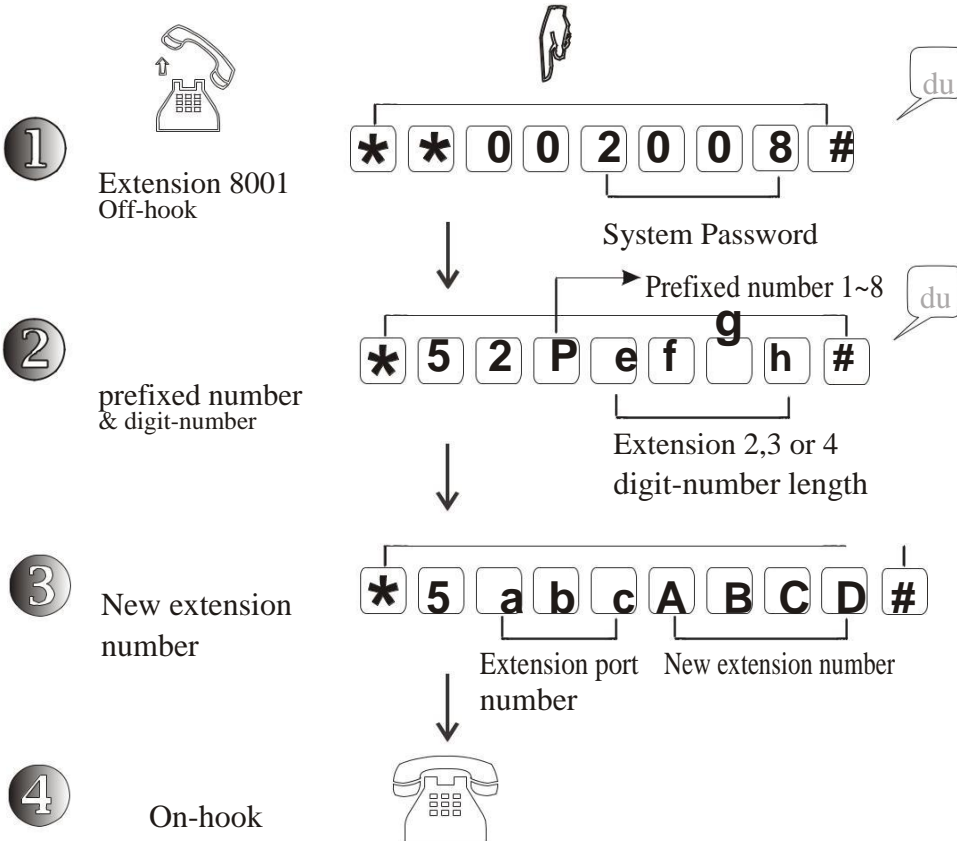 du
1
* * 0 0 2 0 0 8 #
Extension 8001
Off-hook
System Password
Prefixed number 1~8
du
2
* 5 2 P e f g h #
prefixed number
& digit-number
Extension 2,3 or 4
digit-number length
3
* 5 a b c A B C D #
New extension
number
Extension port
number
New extension number
4
On-hook